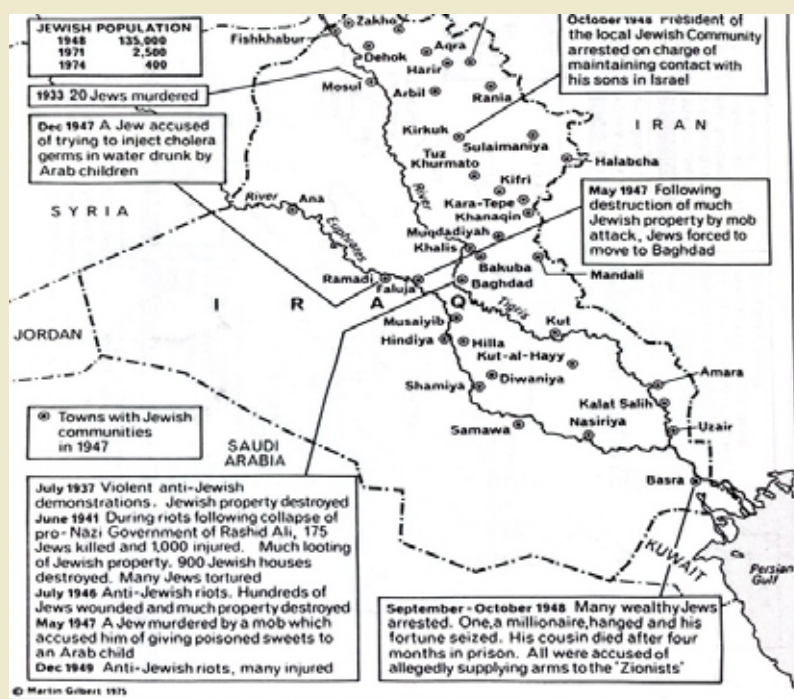 JEWISH POPULATION
1948 135,000
1971 2,500
1974 400
Fishkhabur
Zakho
Dehok
Aqra
Harir
Mosul
Arbil
Rania
October 1948 President of
the local Jewish Community
arrested on charge of
maintaining contact with
his sons in Israel
1933 20 Jews murdered
Dec 1947 A Jew accused
of trying to inject cholera
germs in water drunk by
Arab children
Kirkuk
Sulaimaniya
IRAN
Tuz
Khurmato
Halabcha
Kifri
SYRIA
River
Ana
Euphrates
River
Kara-Tepe
Khanaqin
May 1947 Following
destruction of much
Jewish property by mob
attack, Jews forced to
move to Baghdad
Muqdadiyah
Khalis
Bakuba
Mandali
Ramadi
Faluja
Baghdad
IRAQ
Tigris
JORDAN
Musaiyib
Hindiya
Hilla
Kut
Kut-al-Hayy
Amara
Shamiya
Diwaniya
Kalat Salih
Towns with Jewish
communities
in 1947
SAUDI
ARABIA
Samawa
Nasiriya
Uzair
Basra
July 1937 Violent anti-Jewish
demonstrations. Jewish property destroyed
June 1941 During riots following collapse of
pro-Nazi Government of Rashid Ali, 175
Jews killed and 1,000 injured. Much looting
of Jewish property. 900 Jewish houses
destroyed. Many Jews tortured
July 1946 Anti-Jewish riots. Hundreds of
Jews wounded and much property destroyed
May 1947 A Jew murdered by a mob which
accused him of giving poisoned sweets to
an Arab child
Dec 1949 Anti-Jewish riots, many injured
KUWAIT
Persian
Gulf
September - October 1948 Many wealthy Jews
arrested. One, a millionaire, hanged and his
fortune seized. His cousin died after four
months in prison. All were accused of
allegedly supplying arms to the "Zionists"
© Martin Gilbert 1975